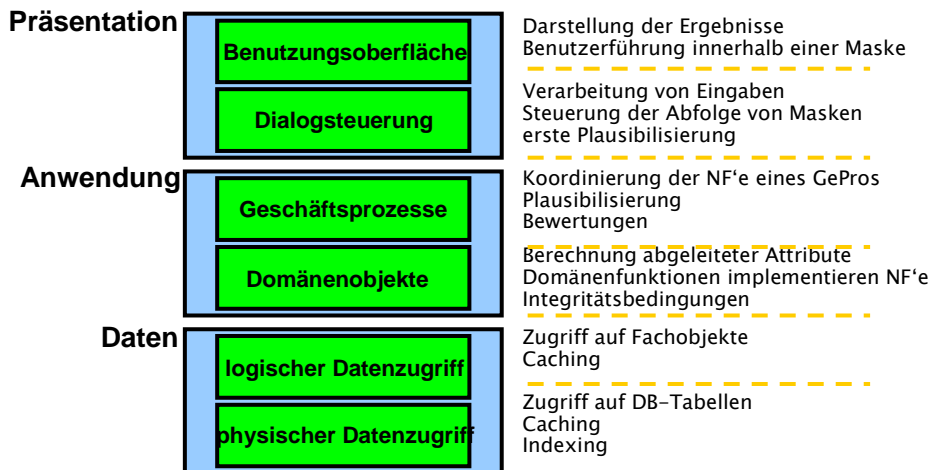 Präsentation
Benutzungsoberfläche
Darstellung der Ergebnisse
Benutzerführung innerhalb einer Maske
Dialogsteuerung
Verarbeitung von Eingaben
Steuerung der Abfolge von Masken
erste Plausibilisierung
Anwendung
Geschäftsprozesse
Koordinierung der NF‘e eines GePros
Plausibilisierung
Bewertungen
Domänenobjekte
Berechnung abgeleiteter Attribute
Domänenfunktionen implementieren NF‘e
Integritätsbedingungen
Daten
logischer Datenzugriff
Zugriff auf Fachobjekte
Caching
physischer Datenzugriff
Zugriff auf DB-Tabellen
Caching
Indexing